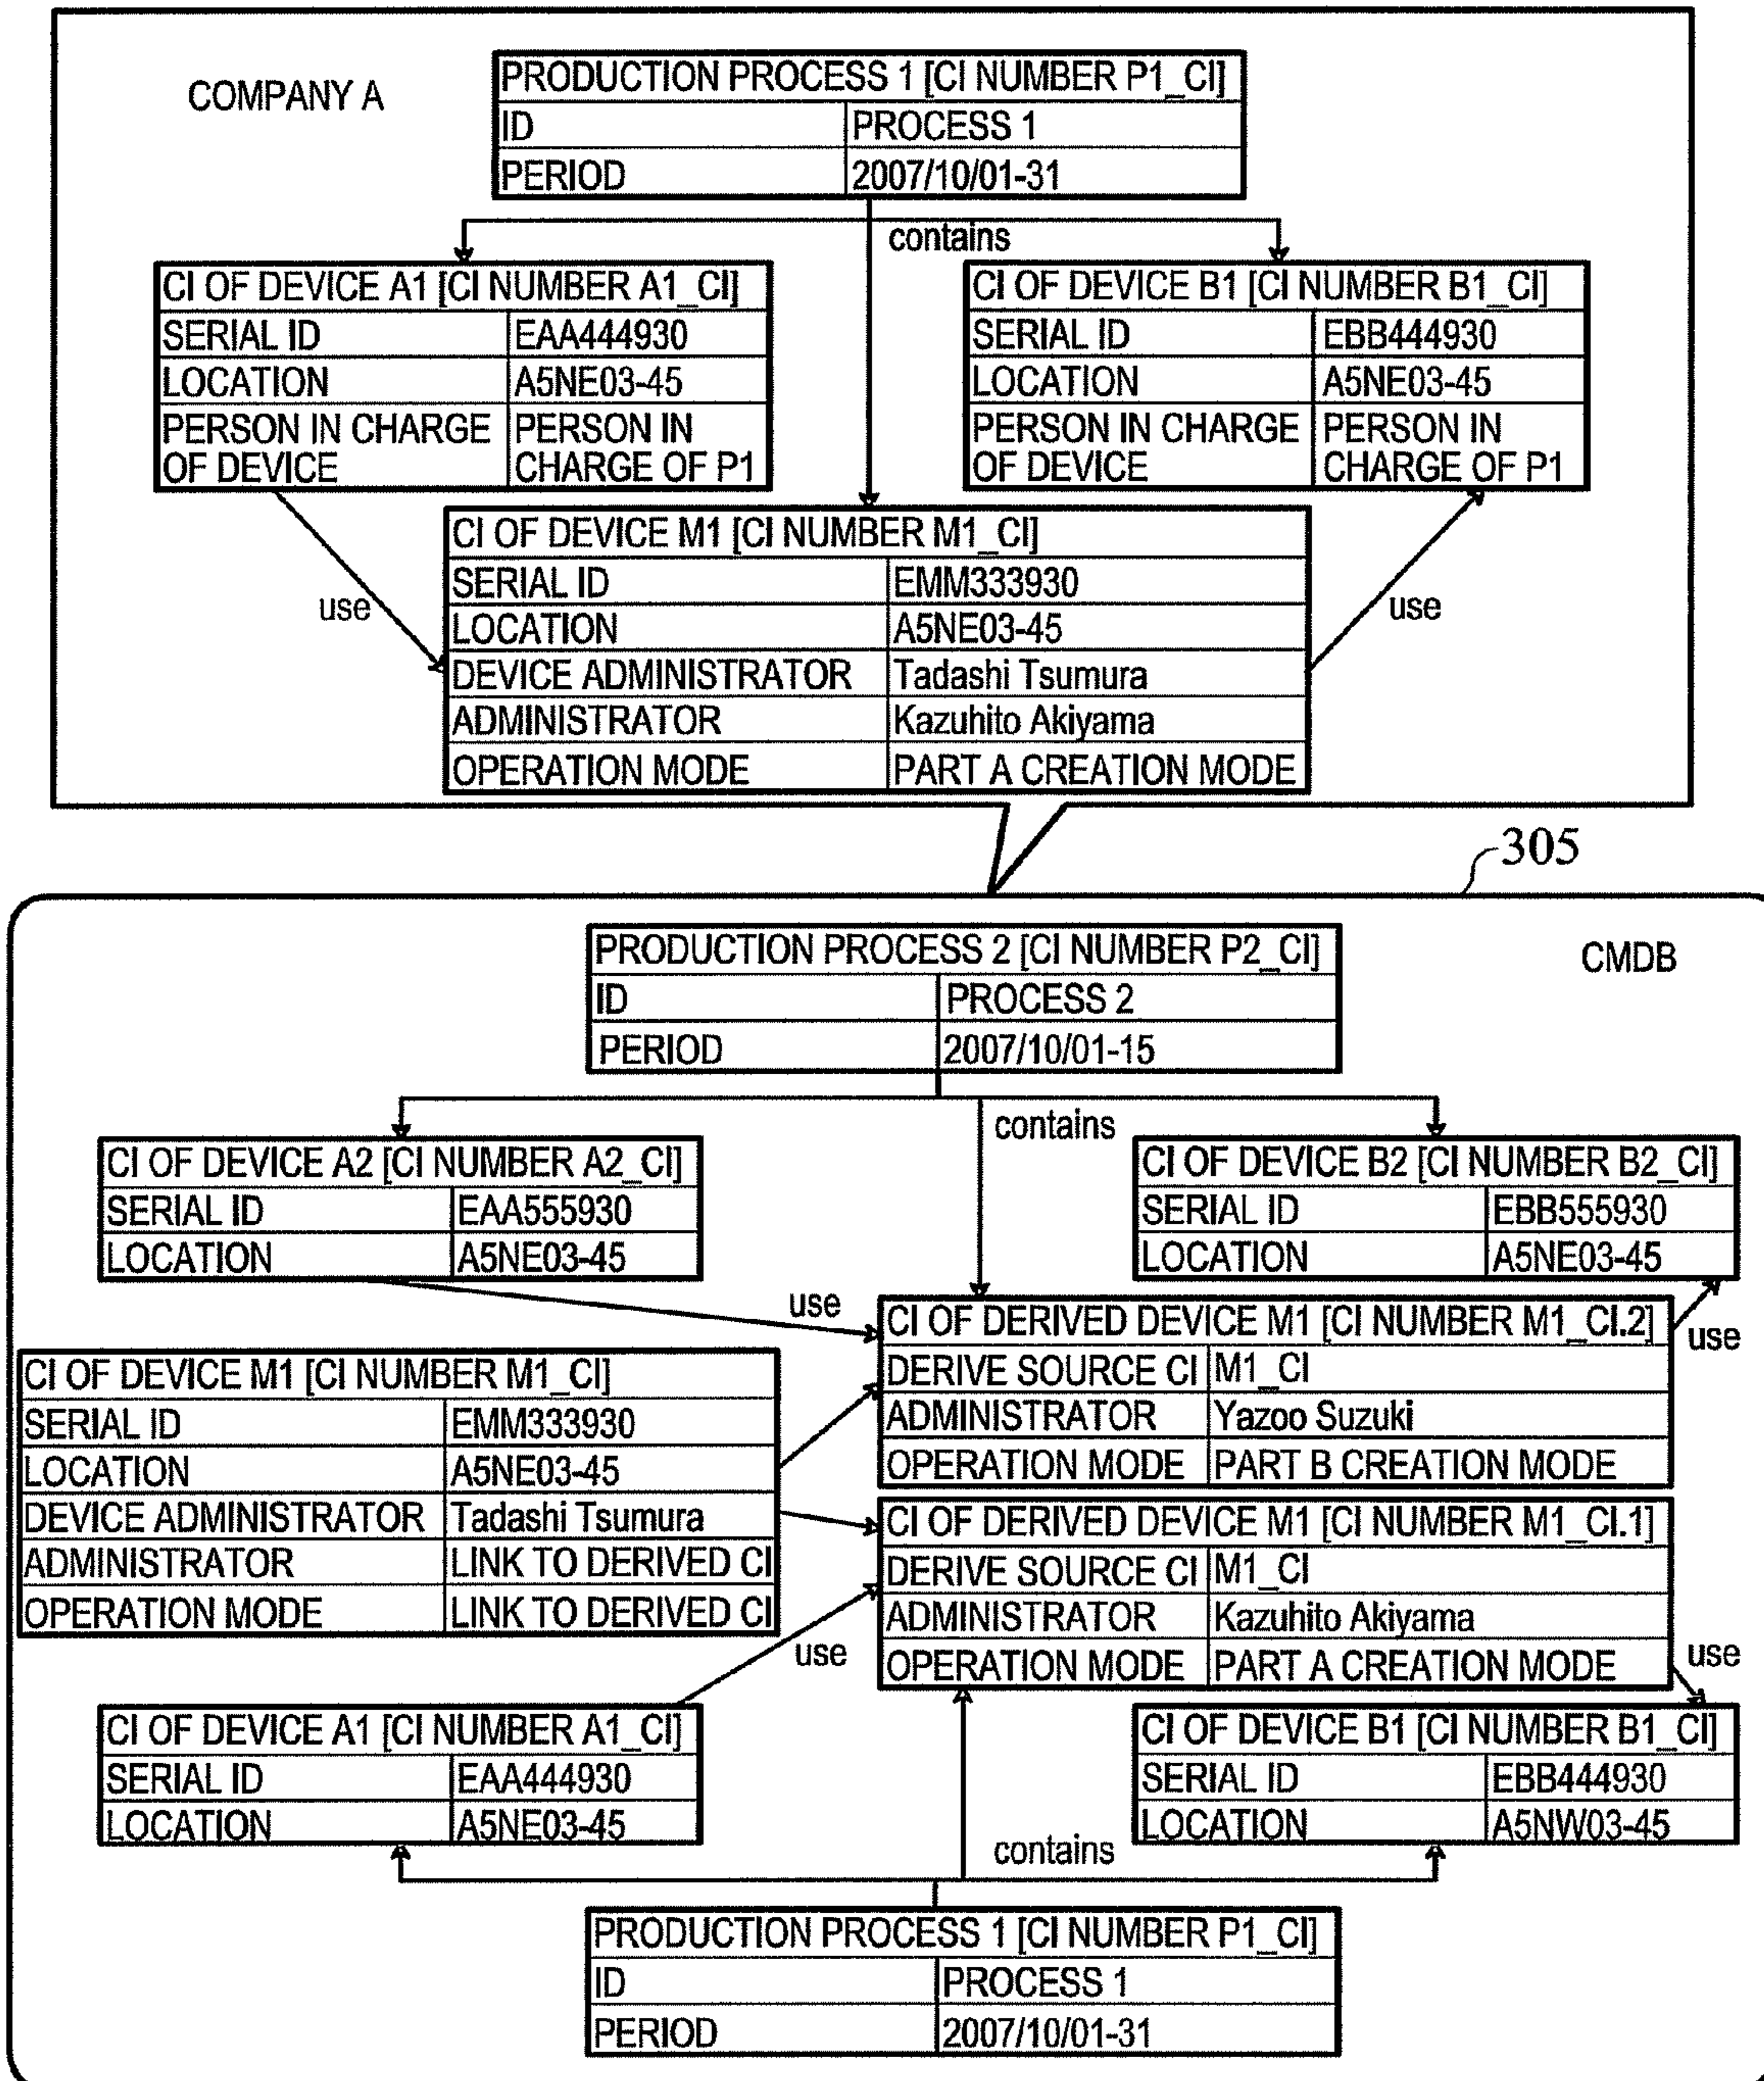 COMPANY A
PRODUCTION PROCESS 1 [CI NUMBER P1_CI]
ID PROCESS 1
PERIOD 2007/10/01-31
contains
CI OF DEVICE A1 [CI NUMBER A1_CI]
SERIAL ID EAA444930
LOCATION A5NE03-45
PERSON IN CHARGE OF DEVICE PERSON IN CHARGE OF P1
CI OF DEVICE B1 [CI NUMBER B1_CI]
SERIAL ID EBB444930
LOCATION A5NE03-45
PERSON IN CHARGE OF DEVICE PERSON IN CHARGE OF P1
use
CI OF DEVICE M1 [CI NUMBER M1_CI]
SERIAL ID EMM333930
LOCATION A5NE03-45
DEVICE ADMINISTRATOR Tadashi Tsumura
ADMINISTRATOR Kazuhito Akiyama
OPERATION MODE PART A CREATION MODE
use
305
CMDB
PRODUCTION PROCESS 2 [CI NUMBER P2_CI]
ID PROCESS 2
PERIOD 2007/10/01-15
contains
CI OF DEVICE A2 [CI NUMBER A2_CI]
SERIAL ID EAA555930
LOCATION A5NE03-45
CI OF DEVICE B2 [CI NUMBER B2_CI]
SERIAL ID EBB555930
LOCATION A5NE03-45
use
CI OF DERIVED DEVICE M1 [CI NUMBER M1_CI.2]
DERIVE SOURCE CI M1_CI
ADMINISTRATOR Yazoo Suzuki
OPERATION MODE PART B CREATION MODE
use
CI OF DEVICE M1 [CI NUMBER M1_CI]
SERIAL ID EMM333930
LOCATION A5NE03-45
DEVICE ADMINISTRATOR Tadashi Tsumura
ADMINISTRATOR LINK TO DERIVED CI
OPERATION MODE LINK TO DERIVED CI
CI OF DERIVED DEVICE M1 [CI NUMBER M1_CI.1]
DERIVE SOURCE CI M1_CI
ADMINISTRATOR Kazuhito Akiyama
OPERATION MODE PART A CREATION MODE
use
use
CI OF DEVICE A1 [CI NUMBER A1_CI]
SERIAL ID EAA444930
LOCATION A5NE03-45
CI OF DEVICE B1 [CI NUMBER B1_CI]
SERIAL ID EBB444930
LOCATION A5NW03-45
contains
PRODUCTION PROCESS 1 [CI NUMBER P1_CI]
ID PROCESS 1
PERIOD 2007/10/01-31